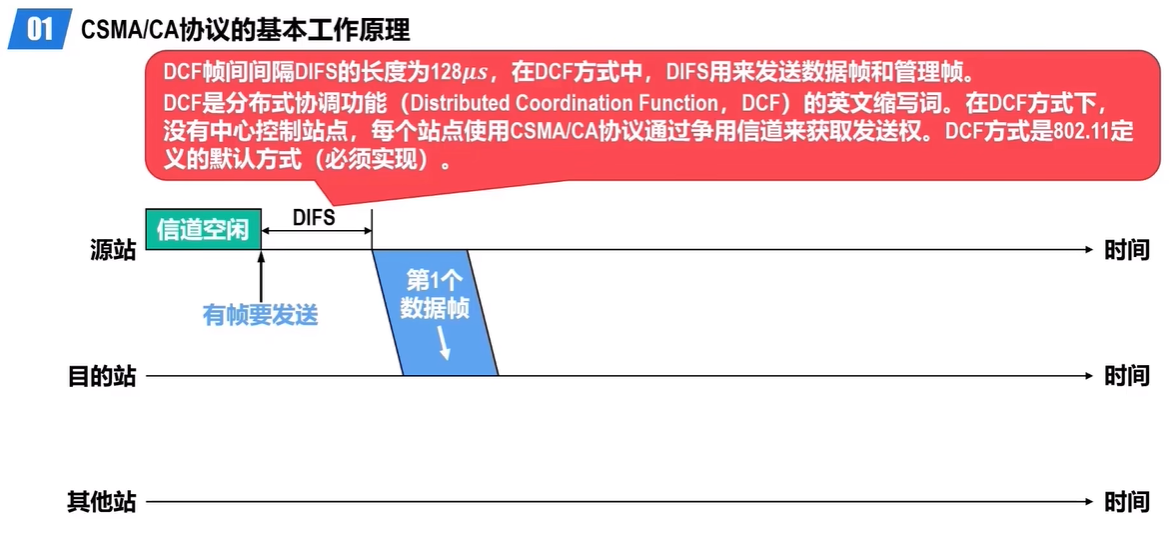 01 CSMA/CA协议的基本工作原理
DCF帧间间隔DIFS的长度为128μs，在DCF方式中，DIFS用来发送数据帧和管理帧。
DCF是分布式协调功能（Distributed Coordination Function，DCF）的英文缩写词。在DCF方式下，
没有中心控制站点，每个站点使用CSMA/CA协议通过争用信道来获取发送权。DCF方式是802.11定
义的默认方式（必须实现）。
信道空闲
DIFS
源站
时间
有帧要发送
第1个
数据帧
目的站
时间
其他站
时间